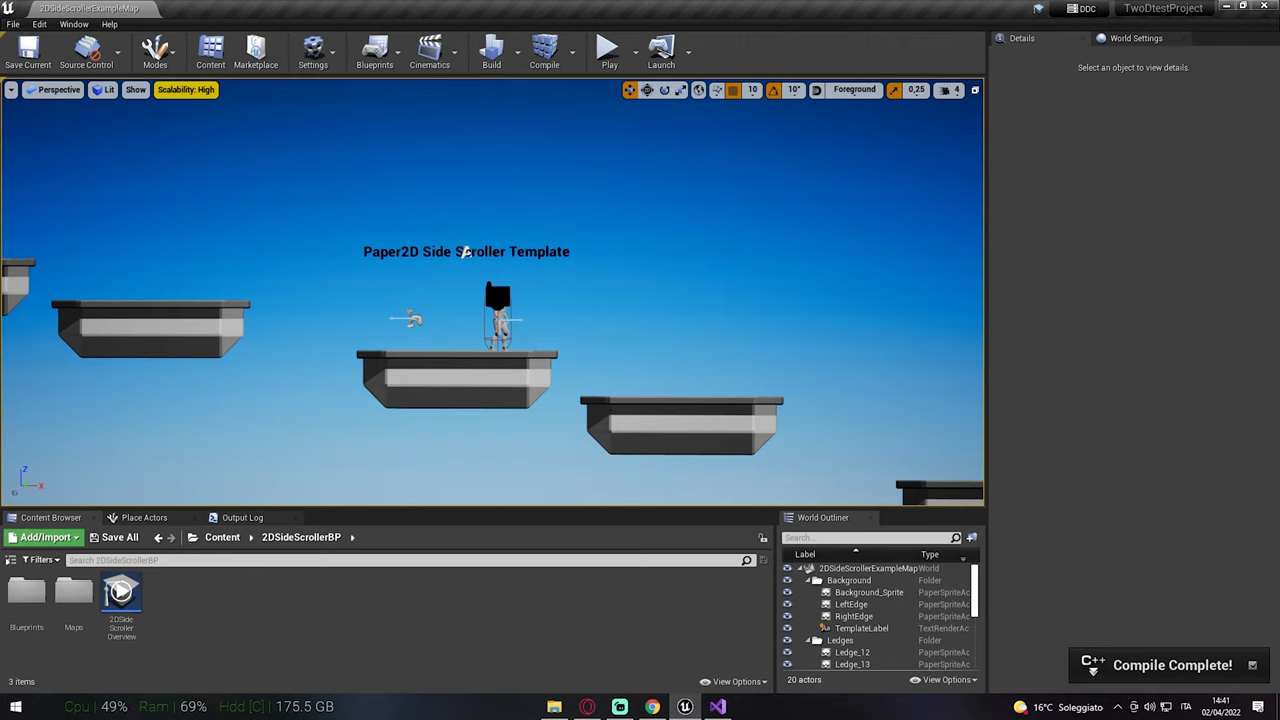 2DSideScrollerExampleMap
DDC
TwoDtestProject
File Edit Window Help
Save Current
Source Control
Modes
Content
Marketplace
Settings
Blueprints
Cinematics
Build
Compile
Play
Launch
Details
World Settings
Select an object to view details.
Perspective
Lit
Show
Scalability: High
10
10°
Foreground
0,25
4
Paper2D Side Scroller Template
Z
X
Content Browser
Place Actors
Output Log
Add/Import
Save All
Content
2DSideScrollerBP
Filters
Search 2DSideScrollerBP
Blueprints
Maps
2DSide
Scroller
Overview
3 items
View Options
World Outliner
Search...
Label Type
2DSideScrollerExampleMap World
Background Folder
Background_Sprite PaperSpriteAc
LeftEdge PaperSpriteAc
RightEdge PaperSpriteAc
TemplateLabel TextRenderAc
Ledges Folder
Ledge_12 PaperSpriteAc
Ledge_13 PaperSpriteAc
20 actors
View Options
C++ Compile Complete!
Cpu | 49% Ram | 69% Hdd [C] | 175.5 GB
16°C Soleggiato
ITA
14:41
02/04/2022